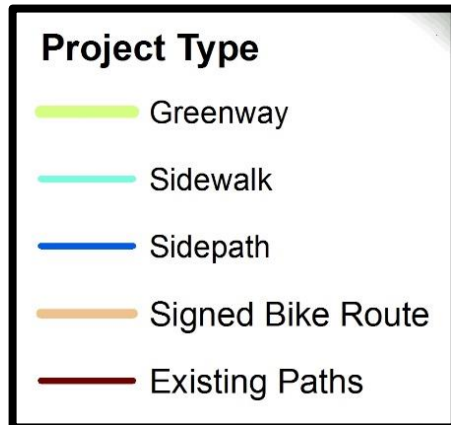 Project Type
Greenway
Sidewalk
Sidepath
Signed Bike Route
Existing Paths